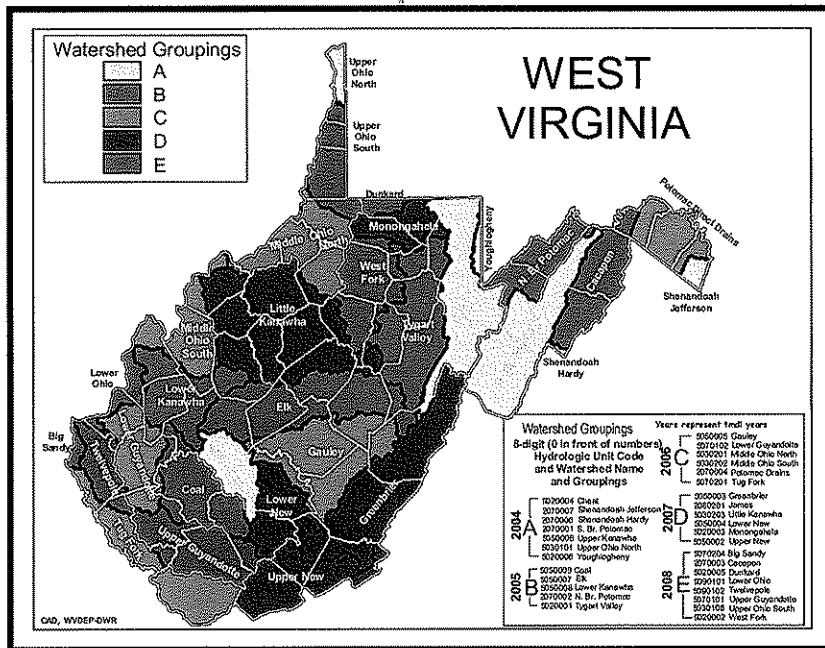 Watershed Groupings
A
B
C
D
E
WEST
VIRGINIA
Upper
Ohio
North
Upper
Ohio
South
Dunkard
Monongahela
Youghiogheny
Middle Ohio
North
West
Fork
N. Br. Potomac
Cacapon
Potomac Direct Drains
Shenandoah
Jefferson
Little
Kanawha
Middle
Ohio
South
Tygart
Valley
Shenandoah
Hardy
Lower
Ohio
Lower
Kanawha
Elk
Big
Sandy
Twelvepole
Lower Guyandotte
Gauley
Coal
Lower
New
Greenbrier
Tug Fork
Upper Guyandotte
Upper New
CAD, WVDEP-DWR
Watershed Groupings
8-digit (0 in front of numbers)
Hydrologic Unit Code
and Watershed Name
and Groupings
2004
A
5020004 Cheat
2070007 Shenandoah Jefferson
2070006 Shenandoah Hardy
2070001 S. Br. Potomac
5050006 Upper Kanawha
5030101 Upper Ohio North
5020006 Youghiogheny
2005
B
5050009 Coal
5050007 Elk
5050008 Lower Kanawha
2070002 N. Br. Potomac
5020001 Tygart Valley
Years represent tmdl years
2006
C
5050005 Gauley
5070102 Lower Guyandotte
5030201 Middle Ohio North
5030202 Middle Ohio South
2070004 Potomac Drains
5070201 Tug Fork
2007
D
5050003 Greenbrier
2080201 James
5030203 Little Kanawha
5050004 Lower New
5020003 Monongahela
5050002 Upper New
2008
E
5070204 Big Sandy
2070003 Cacapon
5020005 Dunkard
5090101 Lower Ohio
5090102 Twelvepole
5070101 Upper Guyandotte
5030106 Upper Ohio South
5020002 West Fork